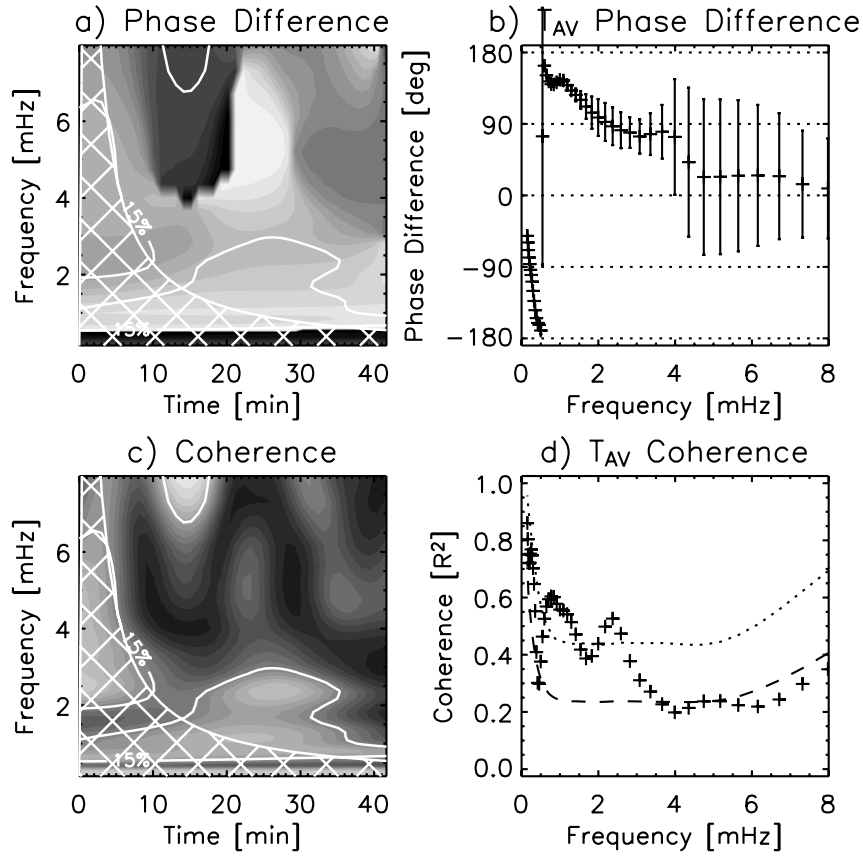 a) Phase Difference
b) T_AV Phase Difference
Frequency [mHz]
6
4
2
15%
15%
0 10 20 30 40
Time [min]
Phase Difference [deg]
180
90
0
−90
−180
0 2 4 6 8
Frequency [mHz]
c) Coherence
d) T_AV Coherence
Frequency [mHz]
6
4
2
15%
15%
0 10 20 30 40
Time [min]
Coherence [R²]
1.0
0.8
0.6
0.4
0.2
0.0
0 2 4 6 8
Frequency [mHz]